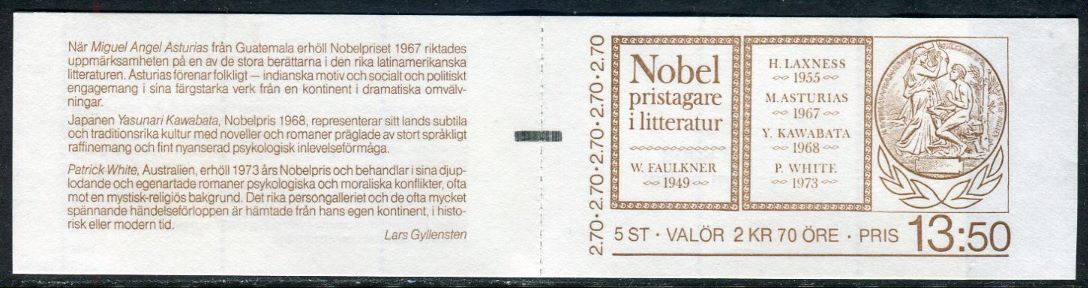 När Miguel Angel Asturias från Guatemala erhöll Nobelpriset 1967 riktades
uppmärksamheten på en av de stora berättarna i den rika latinamerikanska
litteraturen. Asturias förenar folkligt – indianska motiv och socialt och politiskt
engagemang i sina färgstarka verk från en kontinent i dramatiska omvälv-
ningar.
Japanen Yasunari Kawabata, Nobelpris 1968, representerar sitt lands subtila
och traditionsrika kultur med noveller och romaner präglade av stort språkligt
raffinemang och fint nyanserad psykologisk inlevelseförmåga.
Patrick White, Australien, erhöll 1973 års Nobelpris och behandlar i sina djup-
lodande och egenartade romaner psykologiska och moraliska konflikter, ofta
mot en mystisk-religiös bakgrund. Det rika persongalleriet och de ofta mycket
spännande händelseförloppen är hämtade från hans egen kontinent, i histo-
risk eller modern tid.
Lars Gyllensten
2.70·2.70·2.70·2.70·2.70
Nobel
pristagare
i litteratur
W. FAULKNER
1949
H. LAXNESS
1955
M. ASTURIAS
1967
Y. KAWABATA
1968
P. WHITE
1973
5 ST · VALÖR 2 KR 70 ÖRE · PRIS 13:50